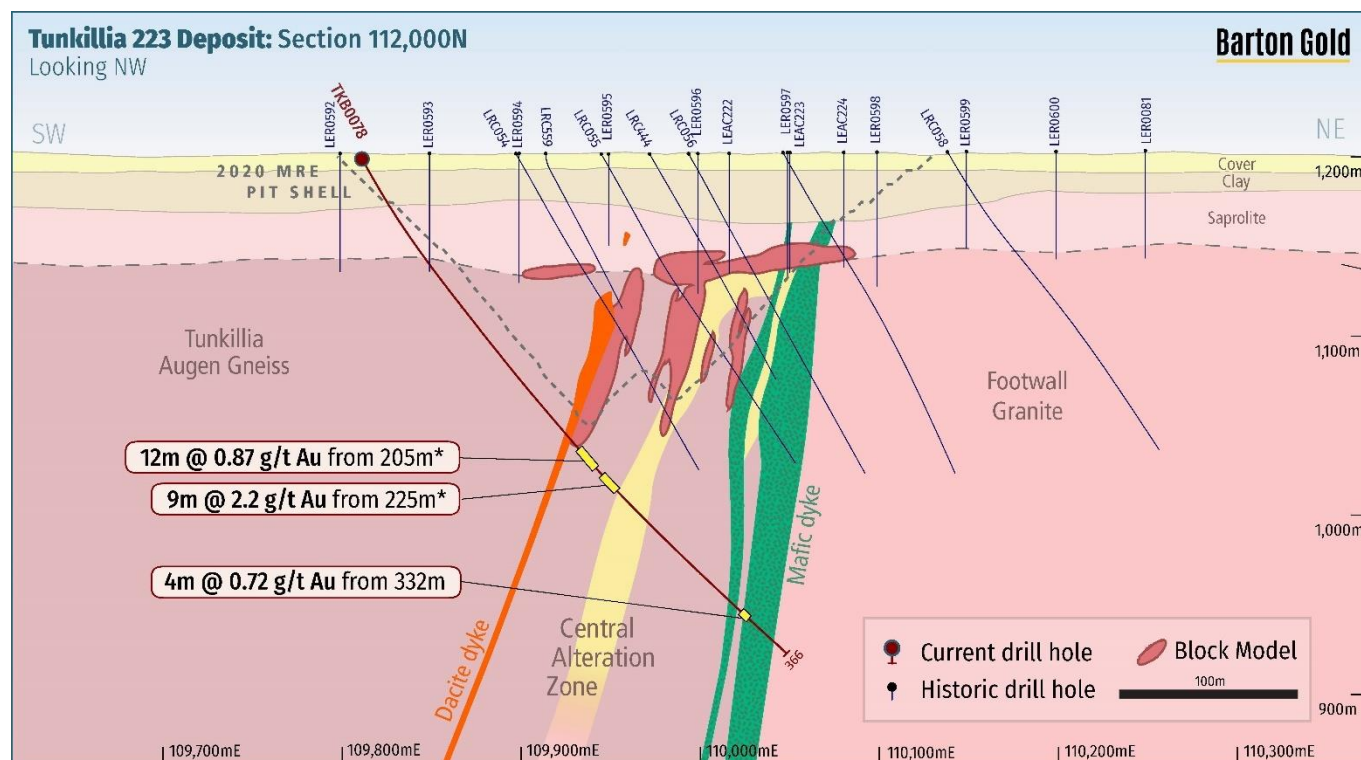 Tunkillia 223 Deposit: Section 112,000N
Looking NW
Barton Gold
SW
NE
LER0592
TKB0078
LER0593
LRC054
LER0594
LRC559
LRC055
LER0595
LRC444
LRC056
LER0596
LEAC222
LER0597
LEAC223
LEAC224
LER0598
LRC058
LER0599
LER0600
LER0081
2020 MRE
PIT SHELL
Cover
Clay
Saprolite
1,200m
1,100m
1,000m
900m
Tunkillia
Augen Gneiss
Footwall
Granite
12m @ 0.87 g/t Au from 205m*
9m @ 2.2 g/t Au from 225m*
4m @ 0.72 g/t Au from 332m
Dacite dyke
Central
Alteration
Zone
Mafic dyke
366
Current drill hole
Block Model
Historic drill hole
100m
109,700mE
109,800mE
109,900mE
110,000mE
110,100mE
110,200mE
110,300mE